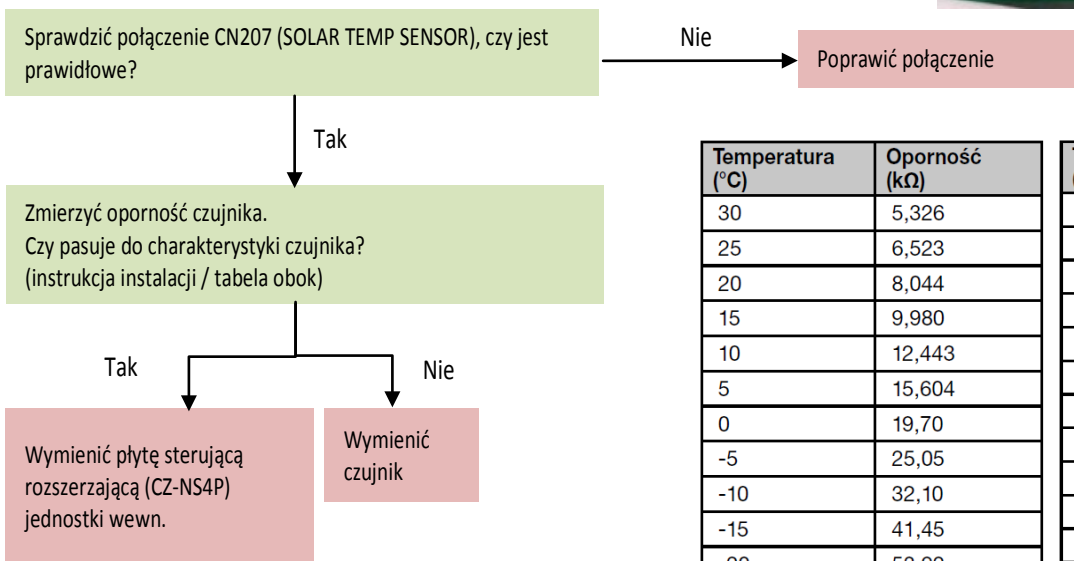 Sprawdzić połączenie CN207 (SOLAR TEMP SENSOR), czy jest
prawidłowe?
Nie
Poprawić połączenie
Tak
Zmierzyć oporność czujnika.
Czy pasuje do charakterystyki czujnika?
(instrukcja instalacji / tabela obok)
Tak
Nie
Wymienić płytę sterującą
rozszerzającą (CZ-NS4P)
jednostki wewn.
Wymienić
czujnik
Temperatura Oporność
(°C) (kΩ)
30 5,326
25 6,523
20 8,044
15 9,980
10 12,443
5 15,604
0 19,70
-5 25,05
-10 32,10
-15 41,45